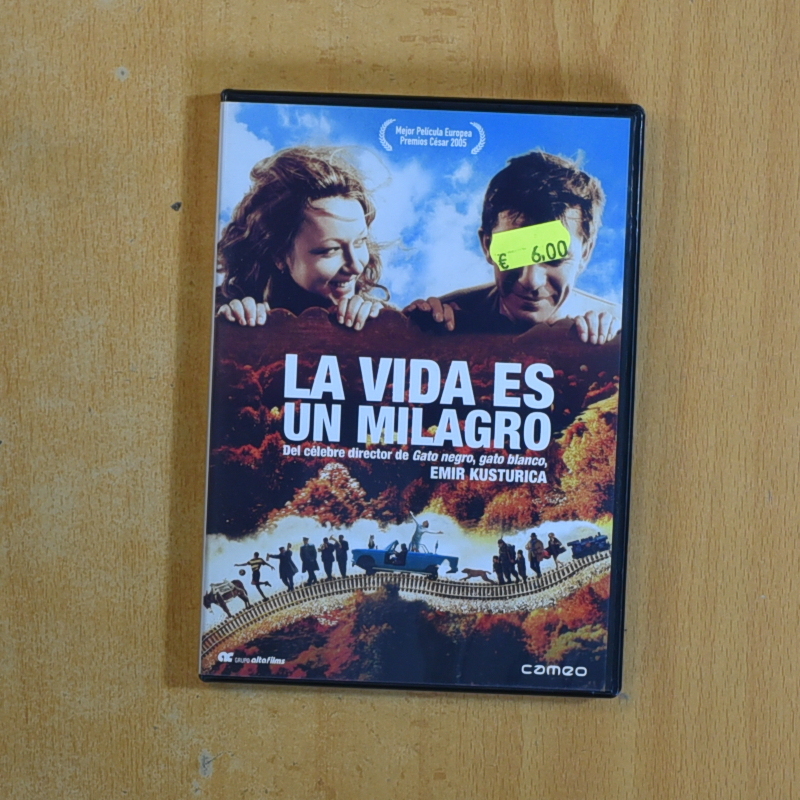 Mejor Película Europea
Premios César 2005
€ 6,00
LA VIDA ES
UN MILAGRO
Del célebre director de Gato negro, gato blanco,
EMIR KUSTURICA
GRUPO altafilms
cameo